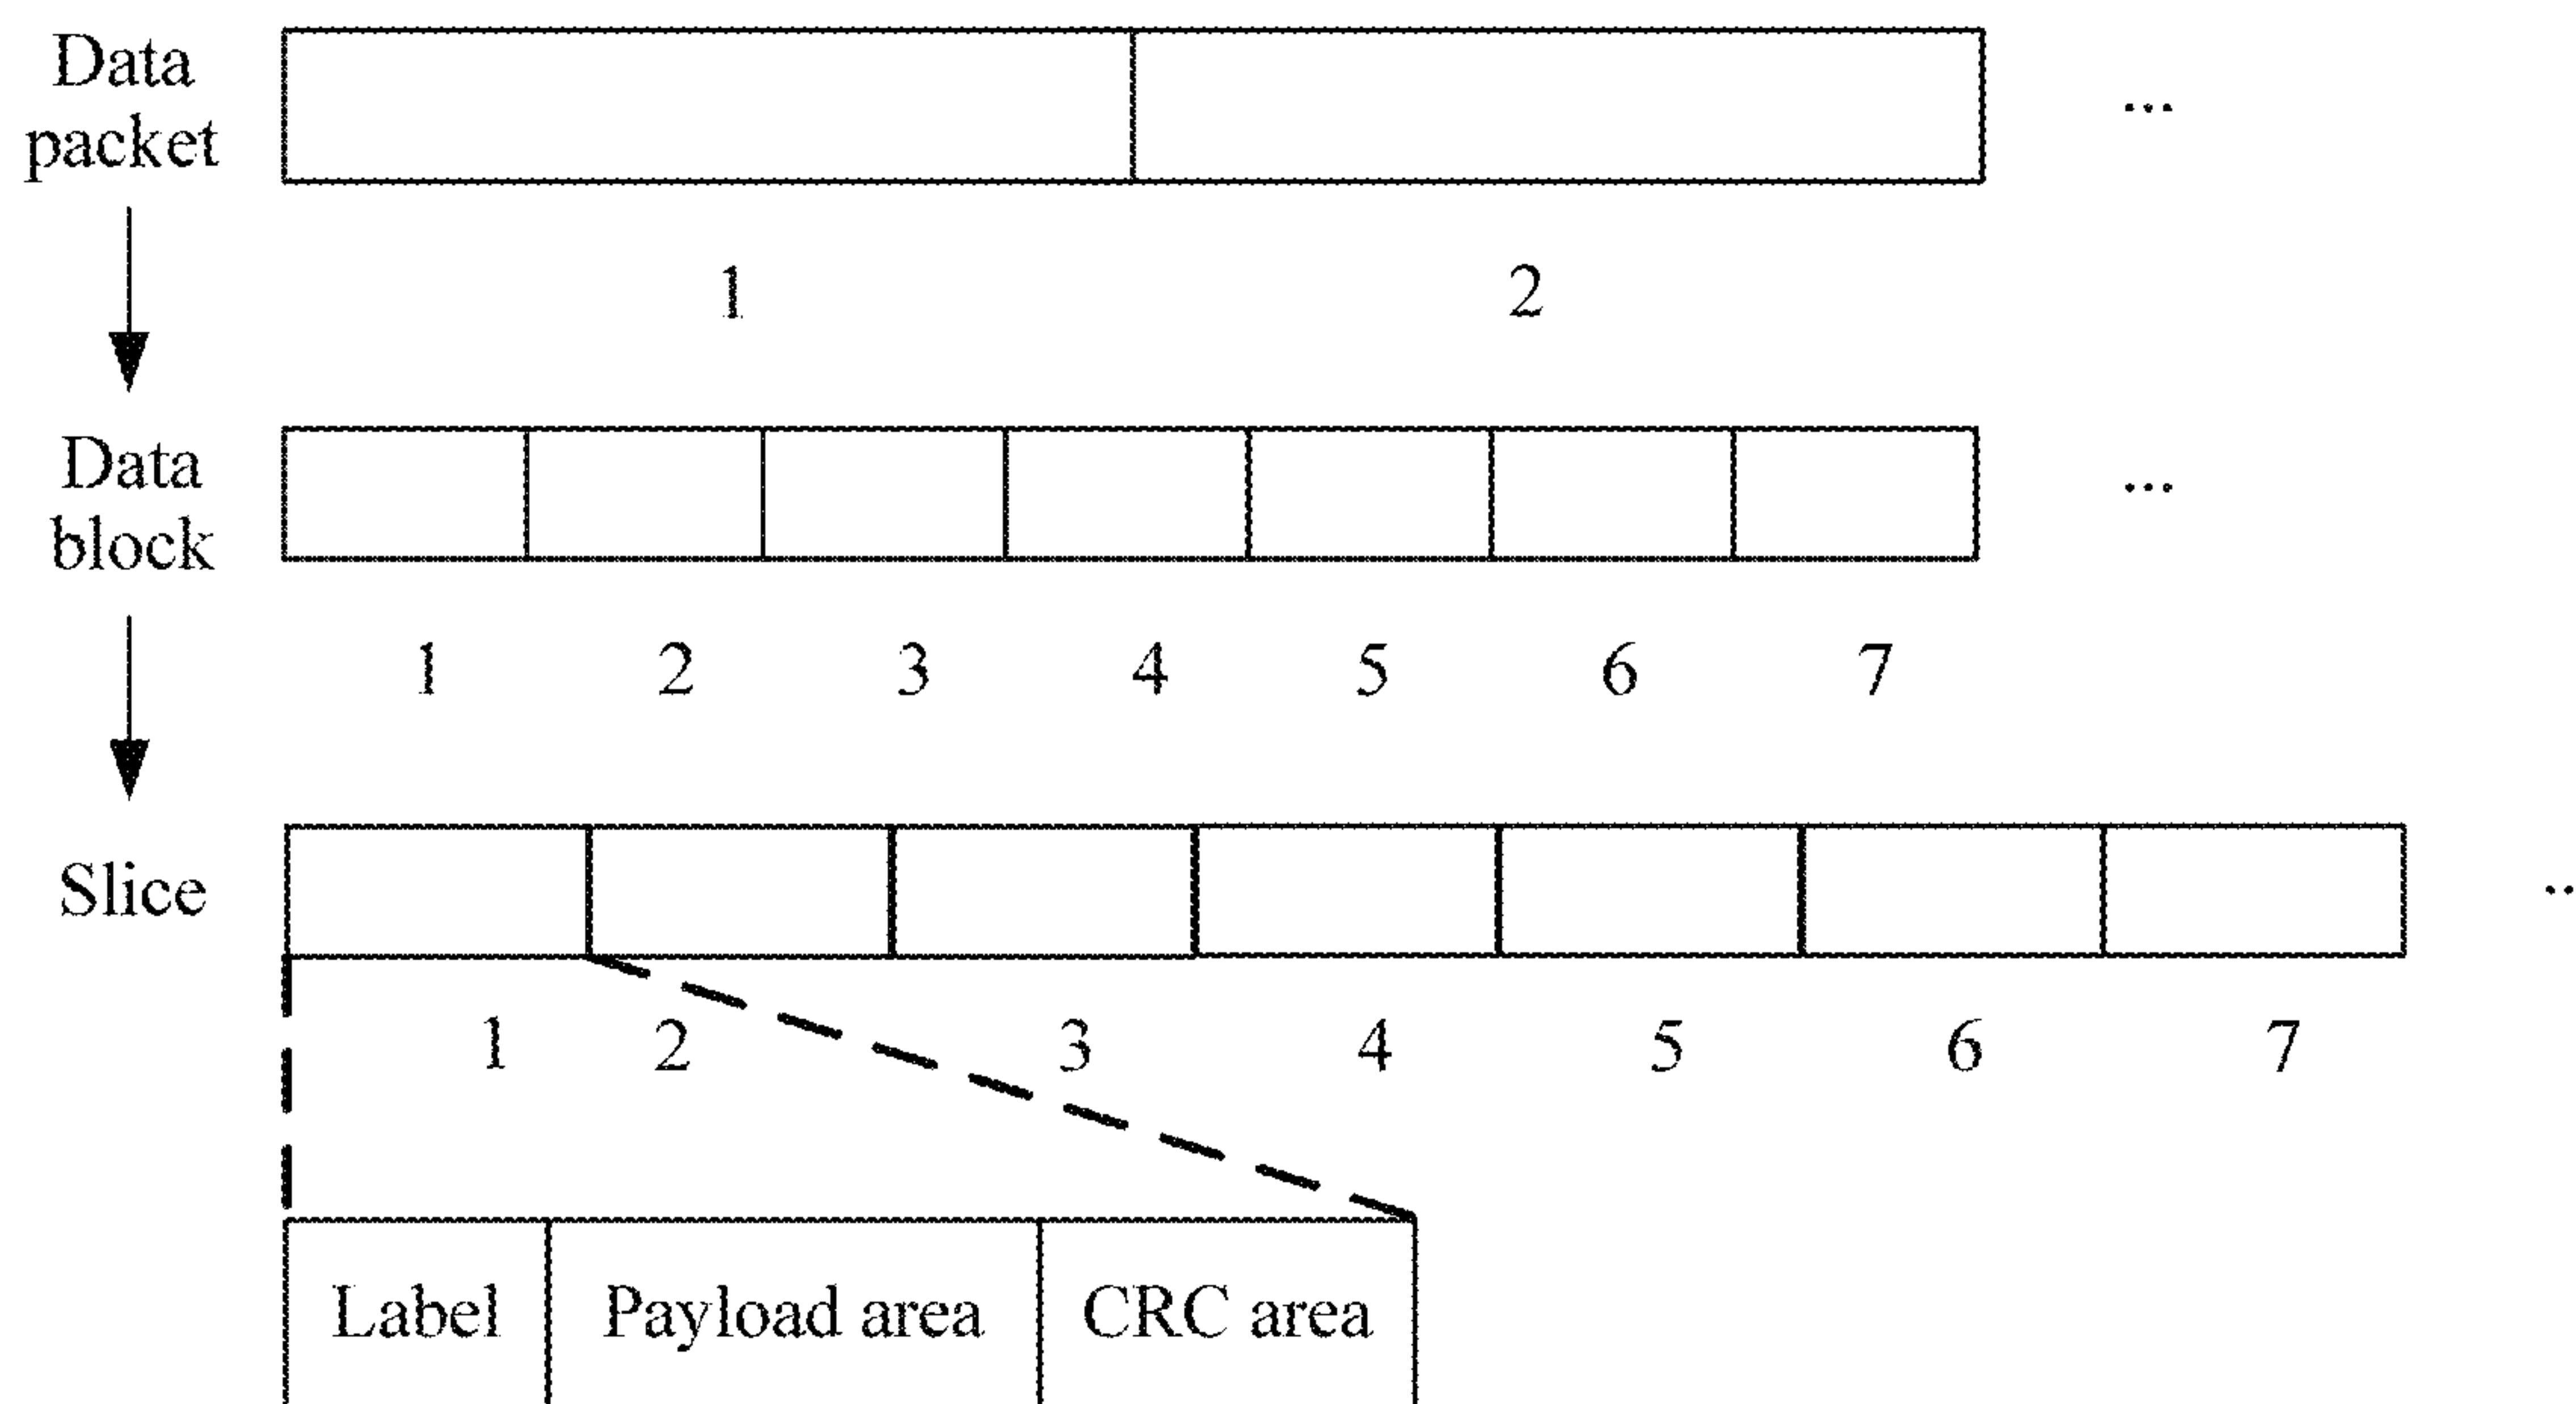 Data
packet
...
1 2
Data
block
...
1 2 3 4 5 6 7
Slice
..
1 2 3 4 5 6 7
Label Payload area CRC area